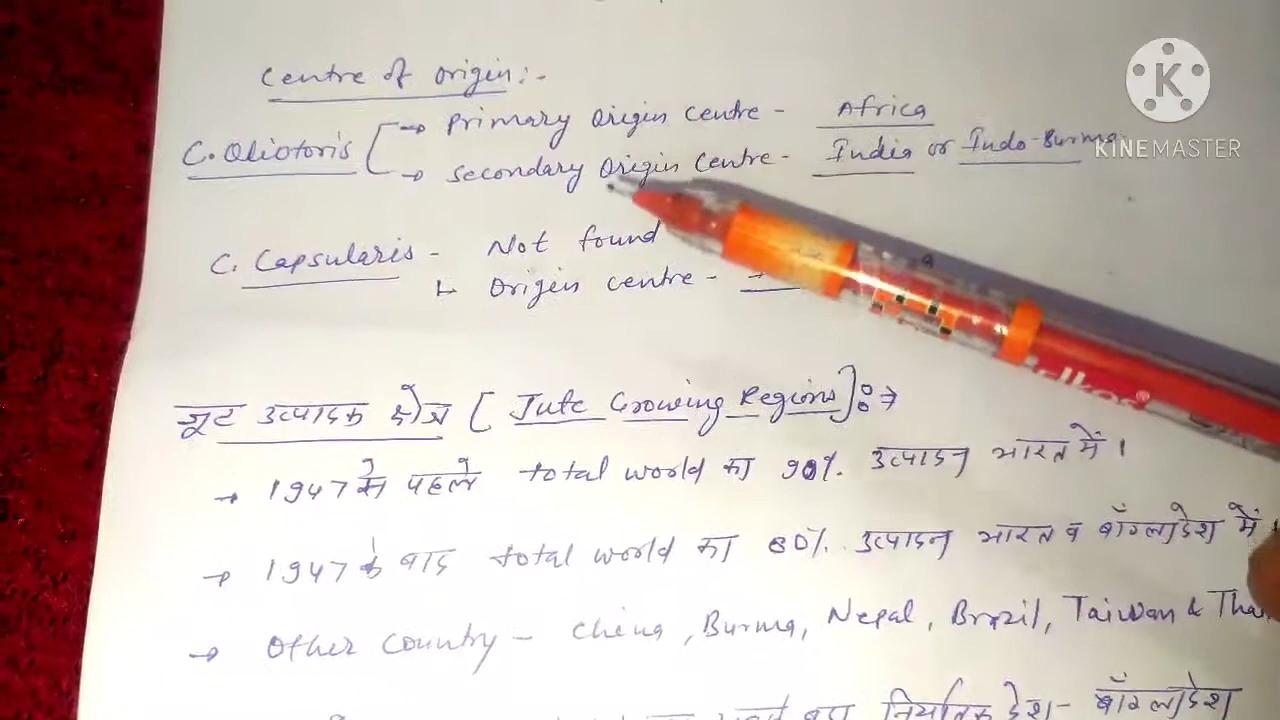 Centre of origin:-
C. Oliotoris → Primary Origin Centre - Africa
→ Secondary Origin Centre - India or Indo-Burma
C. Capsularis - Not found
↳ Origin centre -
जूट उत्पादक क्षेत्र [Jute Growing Regions]:⇒
→ 1947 से पहले total world का 90% उत्पादन भारत में।
→ 1947 के बाद total world का 80% उत्पादन भारत व बाँग्लादेश में
→ Other Country - China, Burma, Nepal, Brazil, Taiwan &
बड़ा निर्यातक देश - बाँग्लादेश
K
KINEMASTER